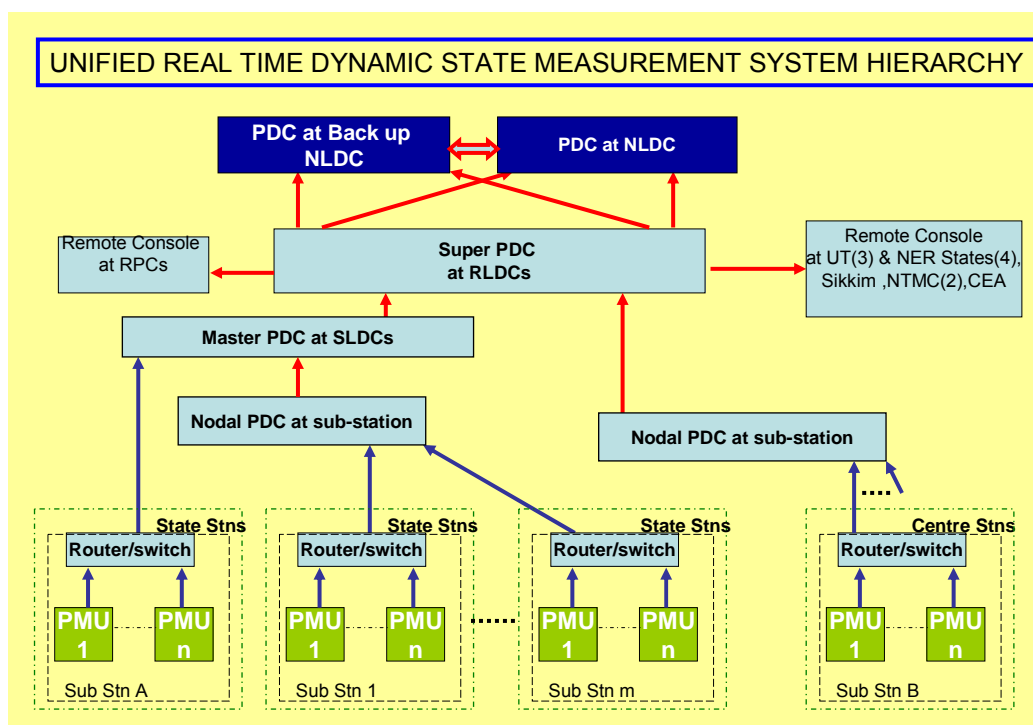 UNIFIED REAL TIME DYNAMIC STATE MEASUREMENT SYSTEM HIERARCHY
PDC at Back up
NLDC
PDC at NLDC
Remote Console
at RPCs
Super PDC
at RLDCs
Remote Console
at UT(3) & NER States(4),
Sikkim ,NTMC(2),CEA
Master PDC at SLDCs
Nodal PDC at sub-station
Nodal PDC at sub-station
State Stns
Router/switch
PMU
1
PMU
n
Sub Stn A
State Stns
Router/switch
PMU
1
PMU
n
Sub Stn 1
State Stns
Router/switch
PMU
1
PMU
n
Sub Stn m
Centre Stns
Router/switch
PMU
1
PMU
n
Sub Stn B